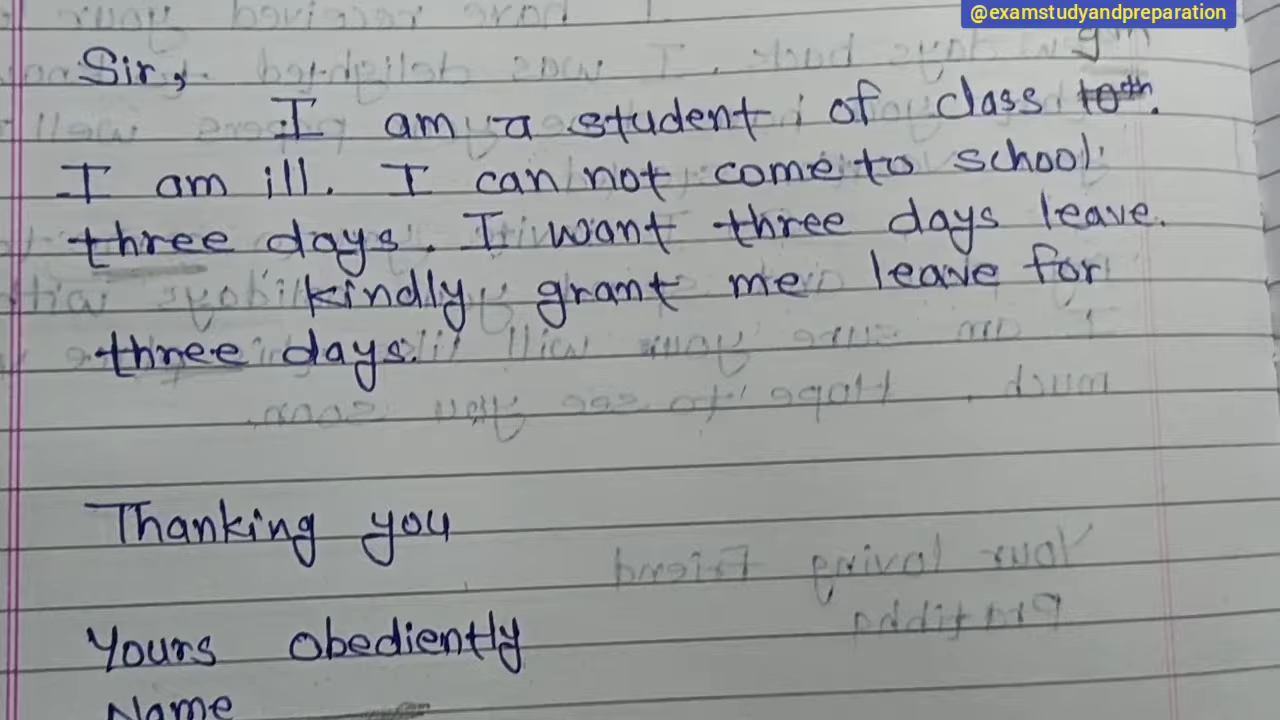 @examstudyandpreparation
Sir,
I am a student of class 10th.
I am ill. I can not come to school
three days. I want three days leave.
kindly grant me leave for
three days.
Thanking you
Yours obediently
Name